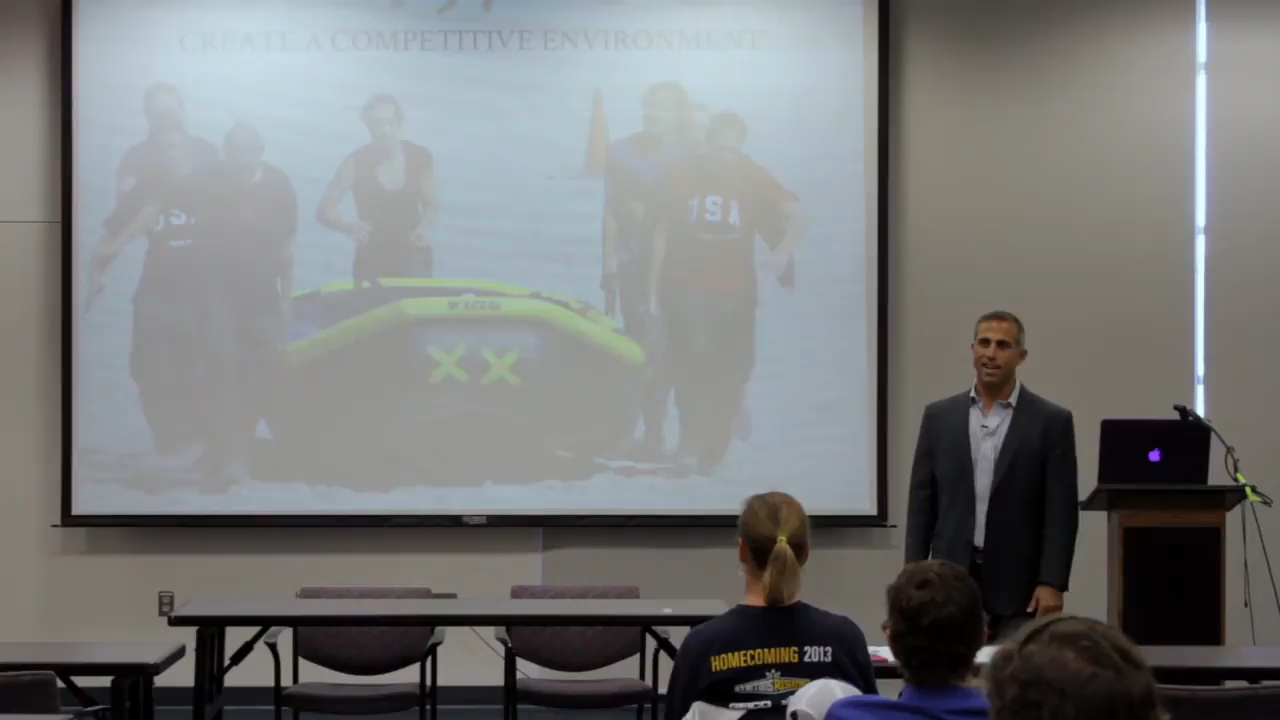 CREATE A COMPETITIVE ENVIRONMENT
USA
USA
XX
HOMECOMING 2013